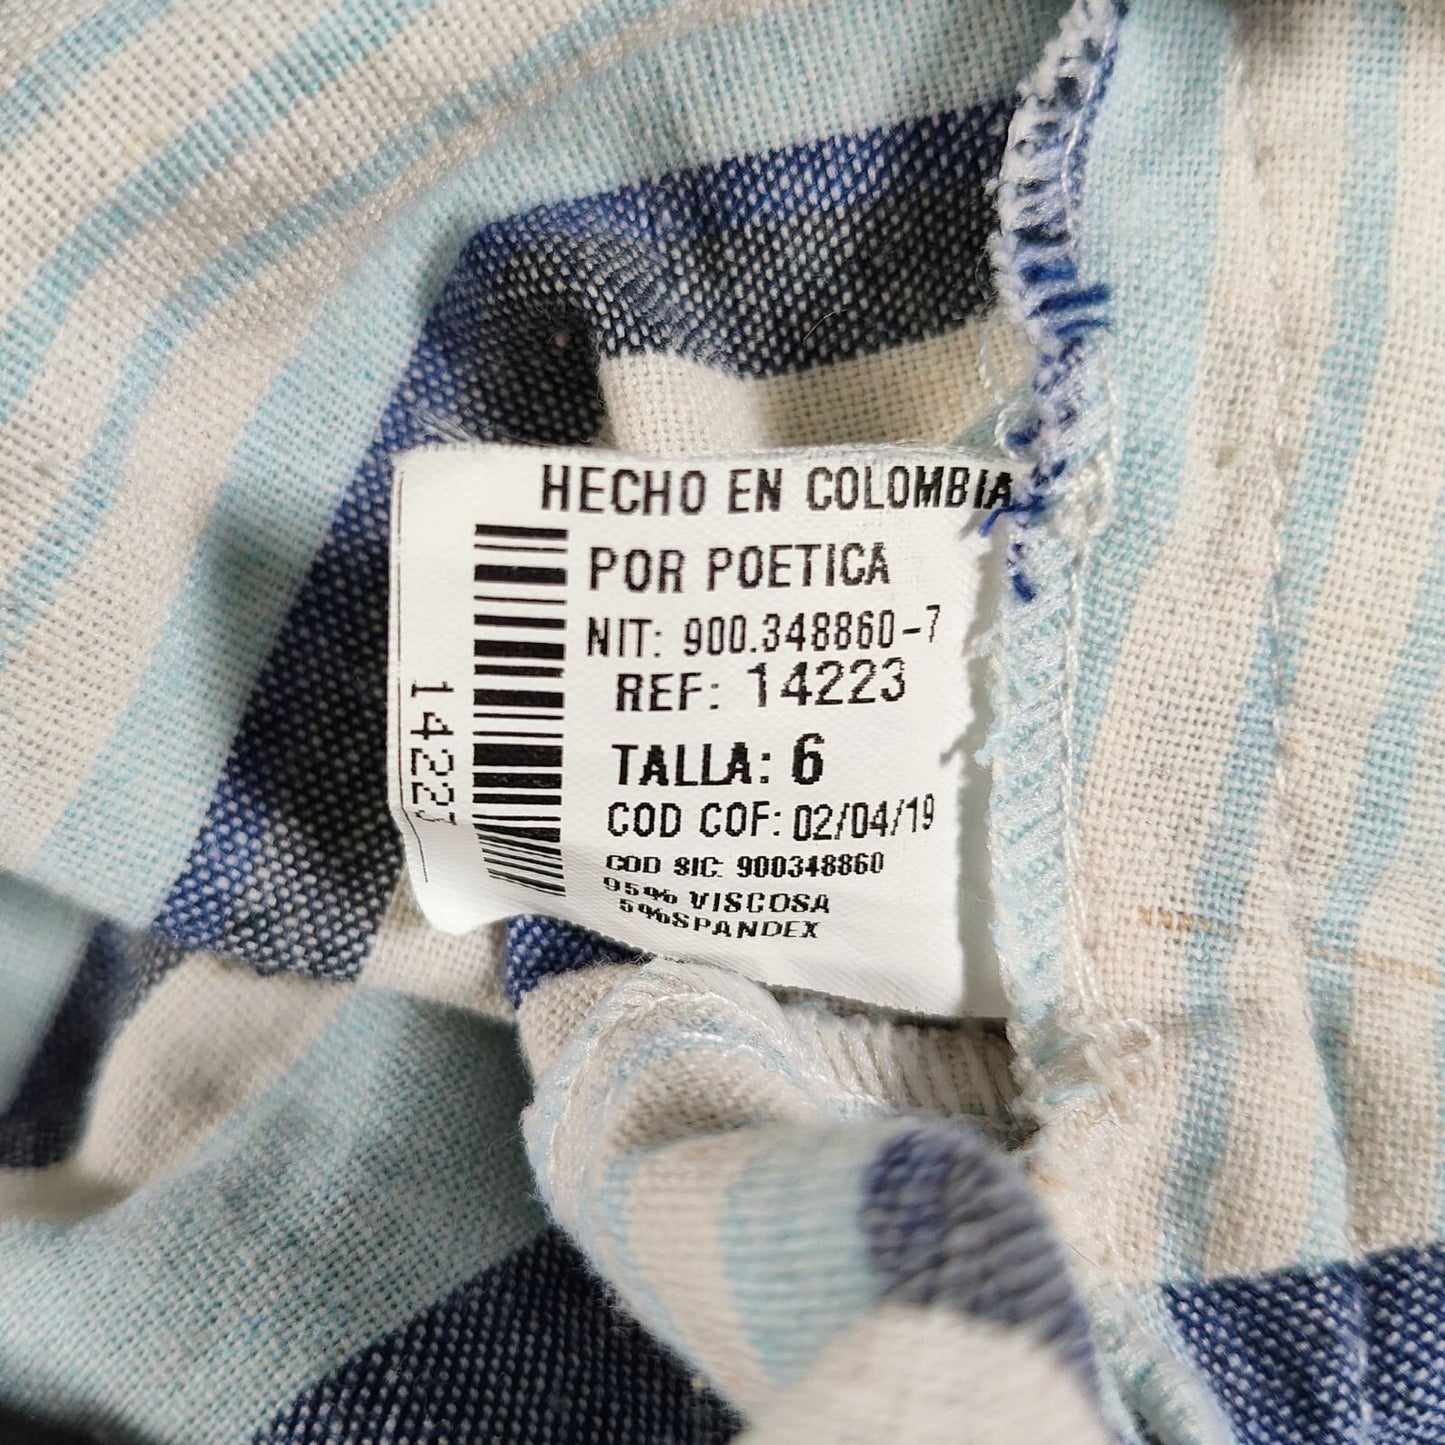 HECHO EN COLOMBIA
POR POETICA
NIT: 900.348860-7
REF: 14223
TALLA: 6
COD COF: 02/04/19
COD SIC: 900348860
95% VISCOSA
5%SPANDEX
14223